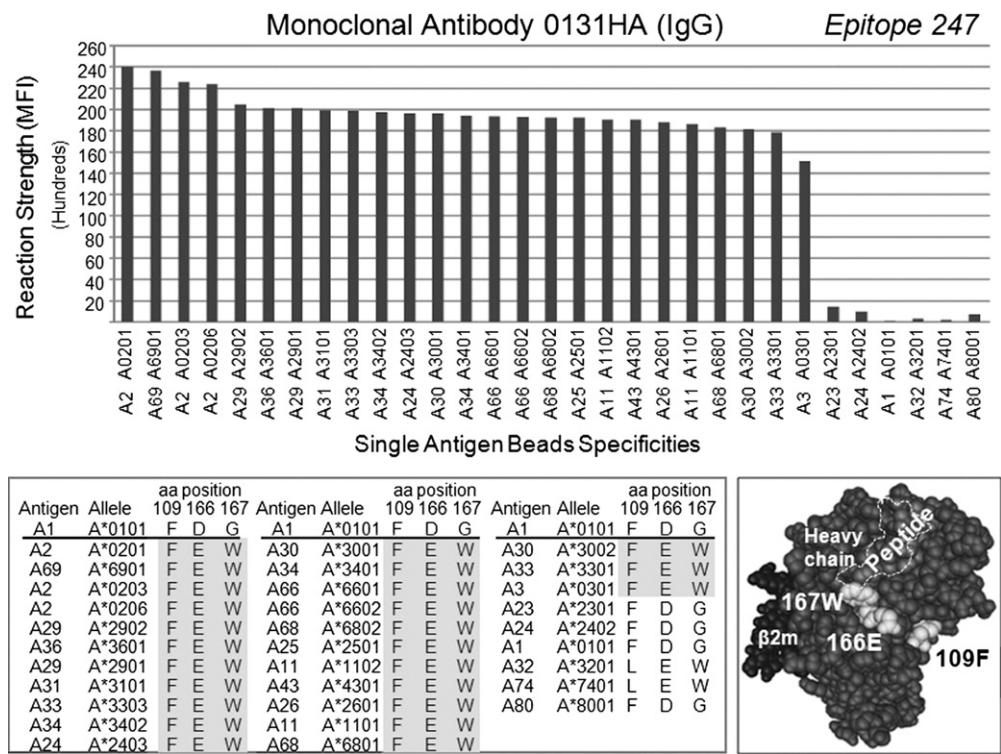 Monoclonal Antibody 0131HA (IgG) Epitope 247
Reaction Strength (MFI)
(Hundreds)
260
240
220
200
180
160
140
120
100
80
60
40
20
A2 A0201
A69 A6901
A2 A0203
A2 A0206
A29 A2902
A36 A3601
A29 A2901
A31 A3101
A33 A3303
A34 A3402
A24 A2403
A30 A3001
A34 A3401
A66 A6601
A66 A6602
A68 A6802
A25 A2501
A11 A1102
A43 A4301
A26 A2601
A11 A1101
A68 A6801
A30 A3002
A33 A3301
A3 A0301
A23 A2301
A24 A2402
A1 A0101
A32 A3201
A74 A7401
A80 A8001
Single Antigen Beads Specificities
aa position
Antigen Allele 109 166 167
A1 A*0101 F D G
A2 A*0201 F E W
A69 A*6901 F E W
A2 A*0203 F E W
A2 A*0206 F E W
A29 A*2902 F E W
A36 A*3601 F E W
A29 A*2901 F E W
A31 A*3101 F E W
A33 A*3303 F E W
A34 A*3402 F E W
A24 A*2403 F E W
aa position
Antigen Allele 109 166 167
A1 A*0101 F D G
A30 A*3001 F E W
A34 A*3401 F E W
A66 A*6601 F E W
A66 A*6602 F E W
A68 A*6802 F E W
A25 A*2501 F E W
A11 A*1102 F E W
A43 A*4301 F E W
A26 A*2601 F E W
A11 A*1101 F E W
A68 A*6801 F E W
aa position
Antigen Allele 109 166 167
A1 A*0101 F D G
A30 A*3002 F E W
A33 A*3301 F E W
A3 A*0301 F E W
A23 A*2301 F D G
A24 A*2402 F D G
A1 A*0101 F D G
A32 A*3201 L E W
A74 A*7401 L E W
A80 A*8001 F D G
Heavy
chain
Peptide
167W
β2m
166E
109F